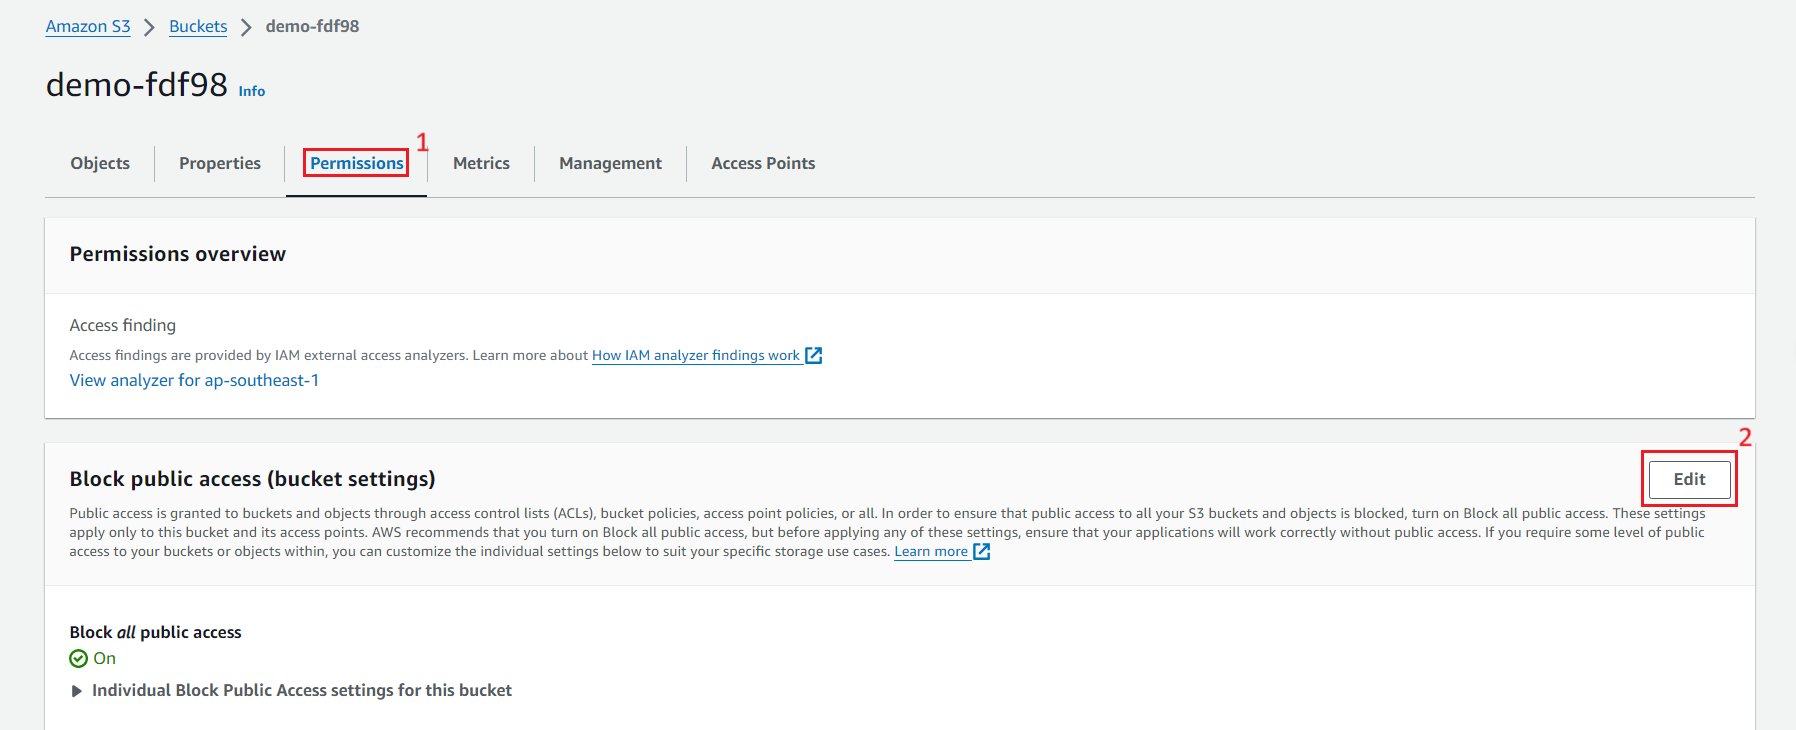 Amazon S3 > Buckets > demo-fdf98
demo-fdf98 Info
1
Objects Properties Permissions Metrics Management Access Points
Permissions overview
Access finding
Access findings are provided by IAM external access analyzers. Learn more about How IAM analyzer findings work
View analyzer for ap-southeast-1
2
Block public access (bucket settings) Edit
Public access is granted to buckets and objects through access control lists (ACLs), bucket policies, access point policies, or all. In order to ensure that public access to all your S3 buckets and objects is blocked, turn on Block all public access. These settings
apply only to this bucket and its access points. AWS recommends that you turn on Block all public access, but before applying any of these settings, ensure that your applications will work correctly without public access. If you require some level of public
access to your buckets or objects within, you can customize the individual settings below to suit your specific storage use cases. Learn more
Block all public access
On
Individual Block Public Access settings for this bucket